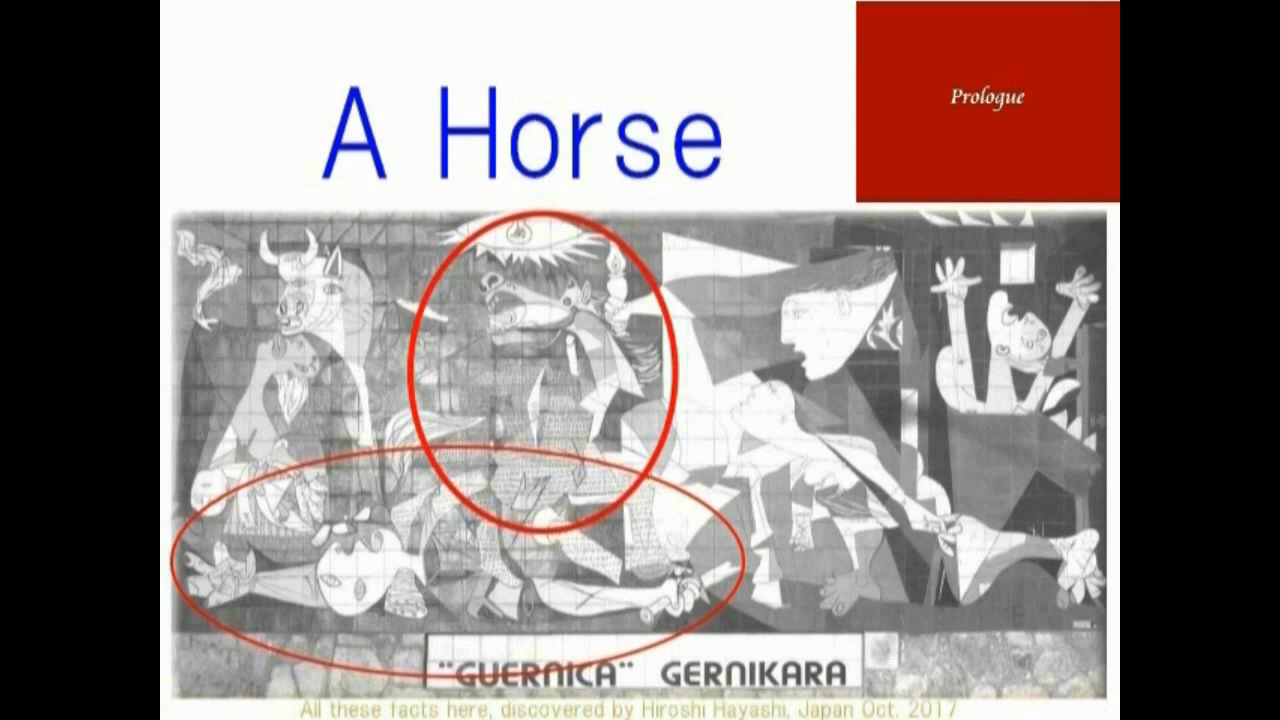 Prologue
A Horse
"GUERNICA" GERNIKARA
All these facts here, discovered by Hiroshi Hayashi, Japan Oct. 2017